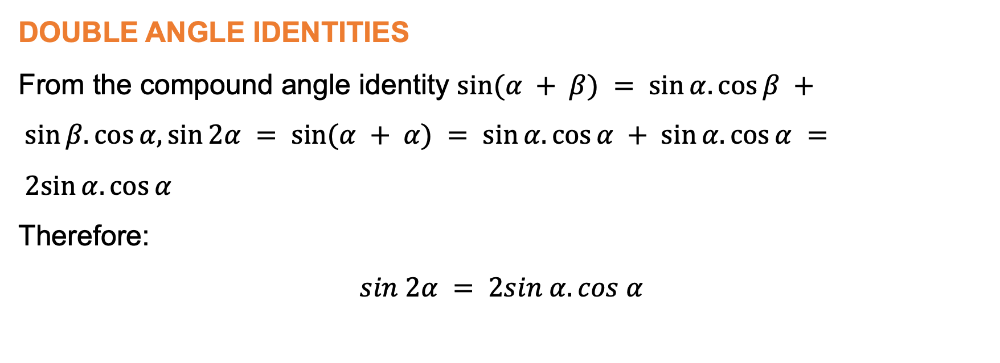 DOUBLE ANGLE IDENTITIES
From the compound angle identity sin(α + β) = sin α. cos β +
sin β. cos α, sin 2α = sin(α + α) = sin α. cos α + sin α. cos α =
2sin α. cos α
Therefore:
sin 2α = 2sin α. cos α